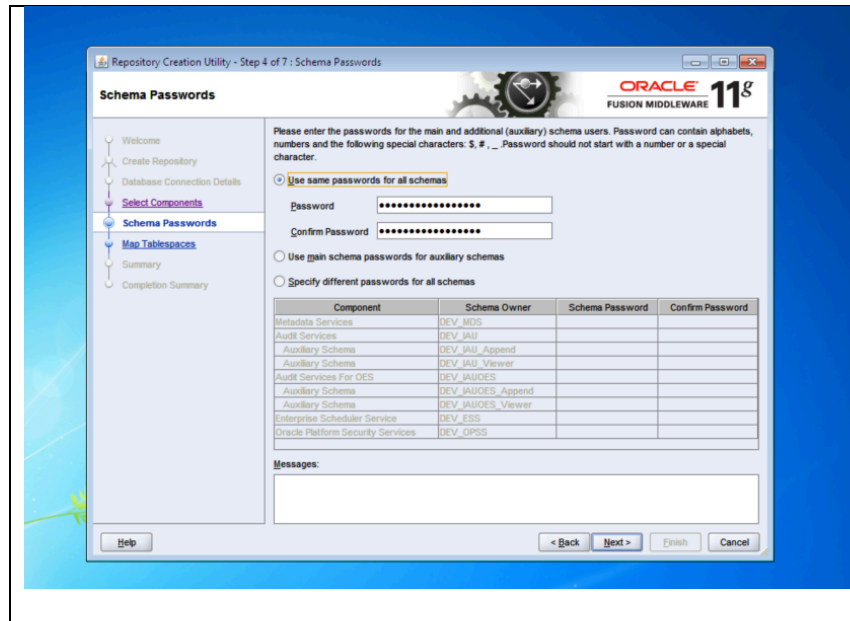 Repository Creation Utility - Step 4 of 7 : Schema Passwords
Schema Passwords
ORACLE
FUSION MIDDLEWARE 11g
Welcome
Create Repository
Database Connection Details
Select Components
Schema Passwords
Map Tablespaces
Summary
Completion Summary
Please enter the passwords for the main and additional (auxiliary) schema users. Password can contain alphabets,
numbers and the following special characters: $, # , _ .Password should not start with a number or a special
character.
Use same passwords for all schemas
Password
Confirm Password
Use main schema passwords for auxiliary schemas
Specify different passwords for all schemas
Component Schema Owner Schema Password Confirm Password
Metadata Services DEV_MDS
Audit Services DEV_IAU
Auxiliary Schema DEV_IAU_Append
Auxiliary Schema DEV_IAU_Viewer
Audit Services For OES DEV_IAUOES
Auxiliary Schema DEV_IAUOES_Append
Auxiliary Schema DEV_IAUOES_Viewer
Enterprise Scheduler Service DEV_ESS
Oracle Platform Security Services DEV_OPSS
Messages:
Help < Back Next > Finish Cancel